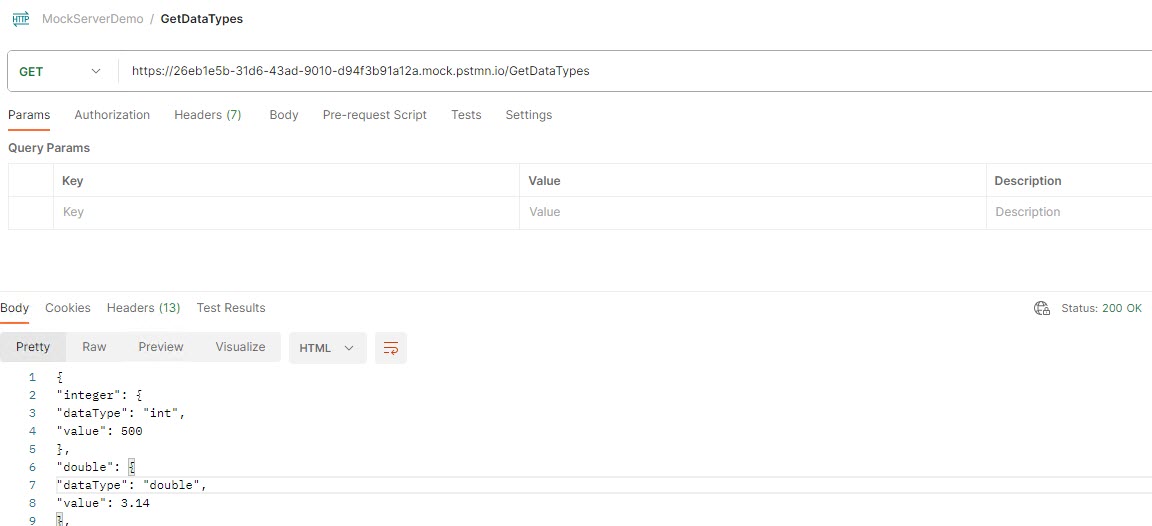 HTTP MockServerDemo / GetDataTypes
GET https://26eb1e5b-31d6-43ad-9010-d94f3b91a12a.mock.pstmn.io/GetDataTypes
Params Authorization Headers (7) Body Pre-request Script Tests Settings
Query Params
Key Value Description
Key Value Description
Body Cookies Headers (13) Test Results Status: 200 OK
Pretty Raw Preview Visualize HTML
1 {
2 "integer": {
3 "dataType": "int",
4 "value": 500
5 },
6 "double": {
7 "dataType": "double",
8 "value": 3.14
9 },